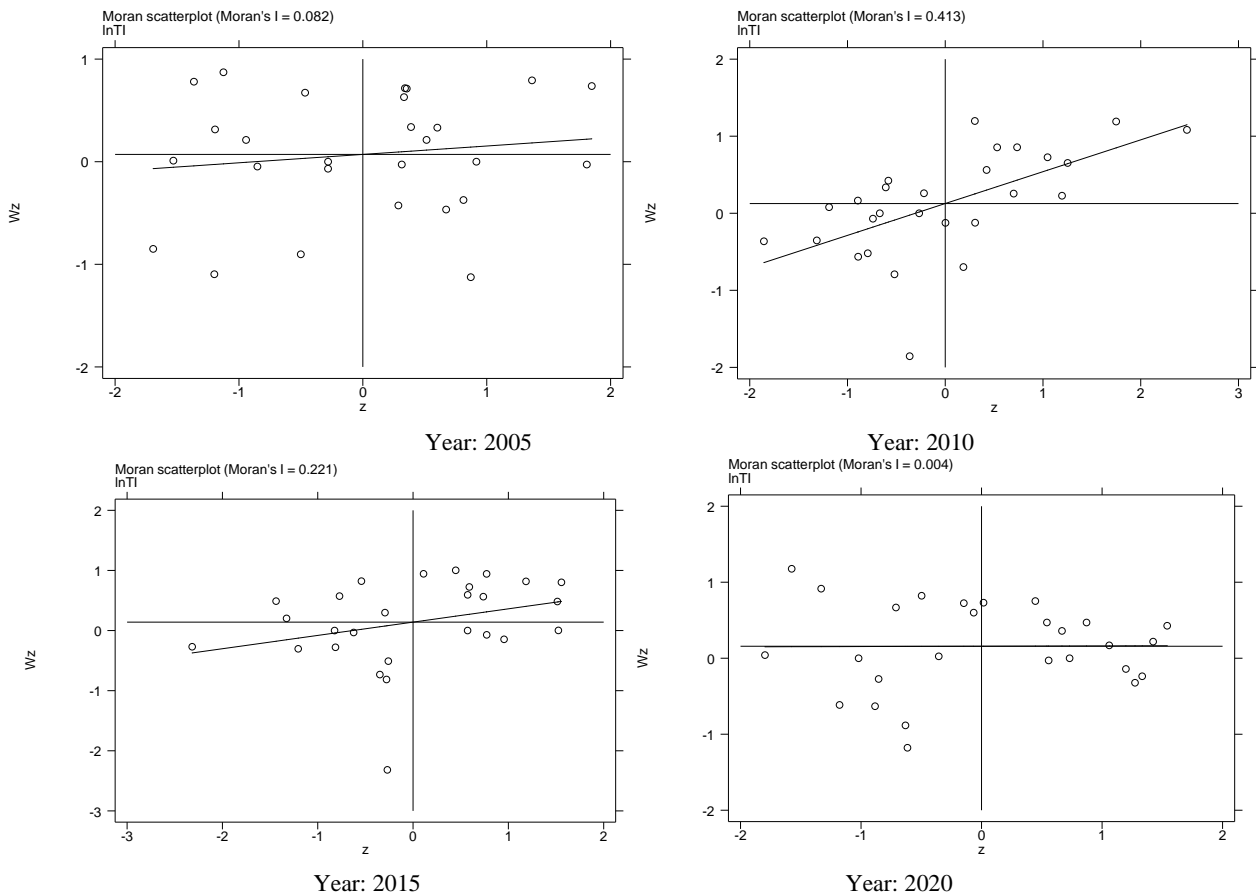 Moran scatterplot (Moran's I = 0.082)
lnTI
1
0
-1
-2
Wz
-2
-1
0
1
2
z
Year: 2005
Moran scatterplot (Moran's I = 0.413)
lnTI
2
1
0
-1
-2
Wz
-2
-1
0
1
2
3
z
Year: 2010
Moran scatterplot (Moran's I = 0.221)
lnTI
2
1
0
-1
-2
-3
Wz
-3
-2
-1
0
1
2
z
Year: 2015
Moran scatterplot (Moran's I = 0.004)
lnTI
2
1
0
-1
-2
Wz
-2
-1
0
1
2
z
Year: 2020